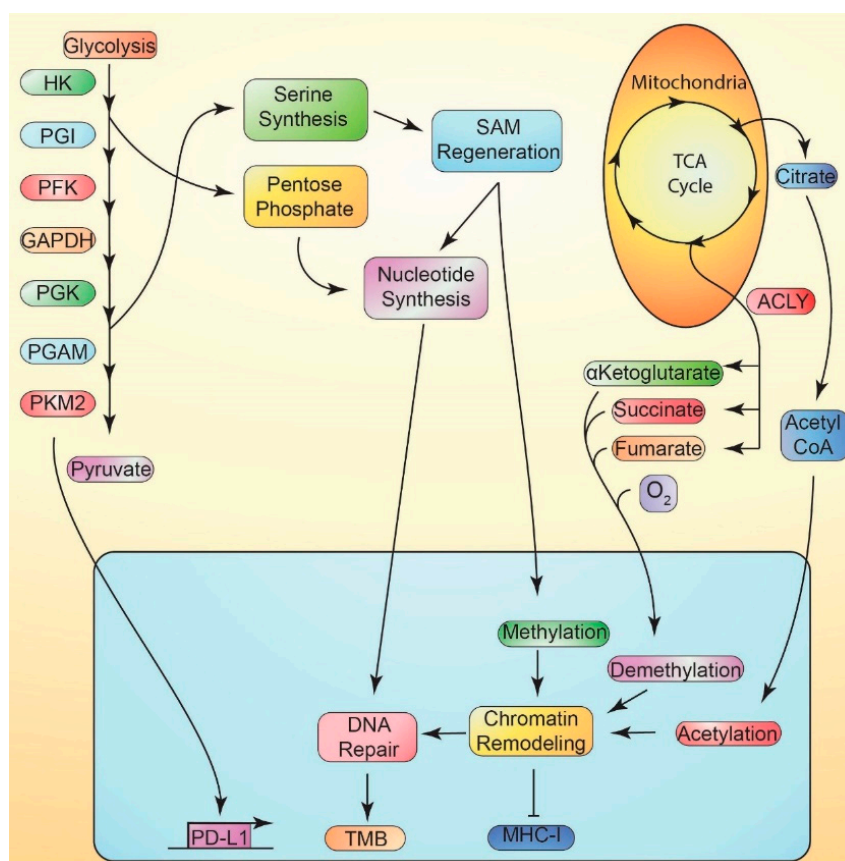 Glycolysis
HK
PGI
PFK
GAPDH
PGK
PGAM
PKM2
Pyruvate
Serine
Synthesis
Pentose
Phosphate
SAM
Regeneration
Nucleotide
Synthesis
Mitochondria
TCA
Cycle
Citrate
ACLY
αKetoglutarate
Succinate
Fumarate
O₂
Acetyl
CoA
Methylation
Demethylation
Acetylation
Chromatin
Remodeling
DNA
Repair
PD-L1
TMB
MHC-I